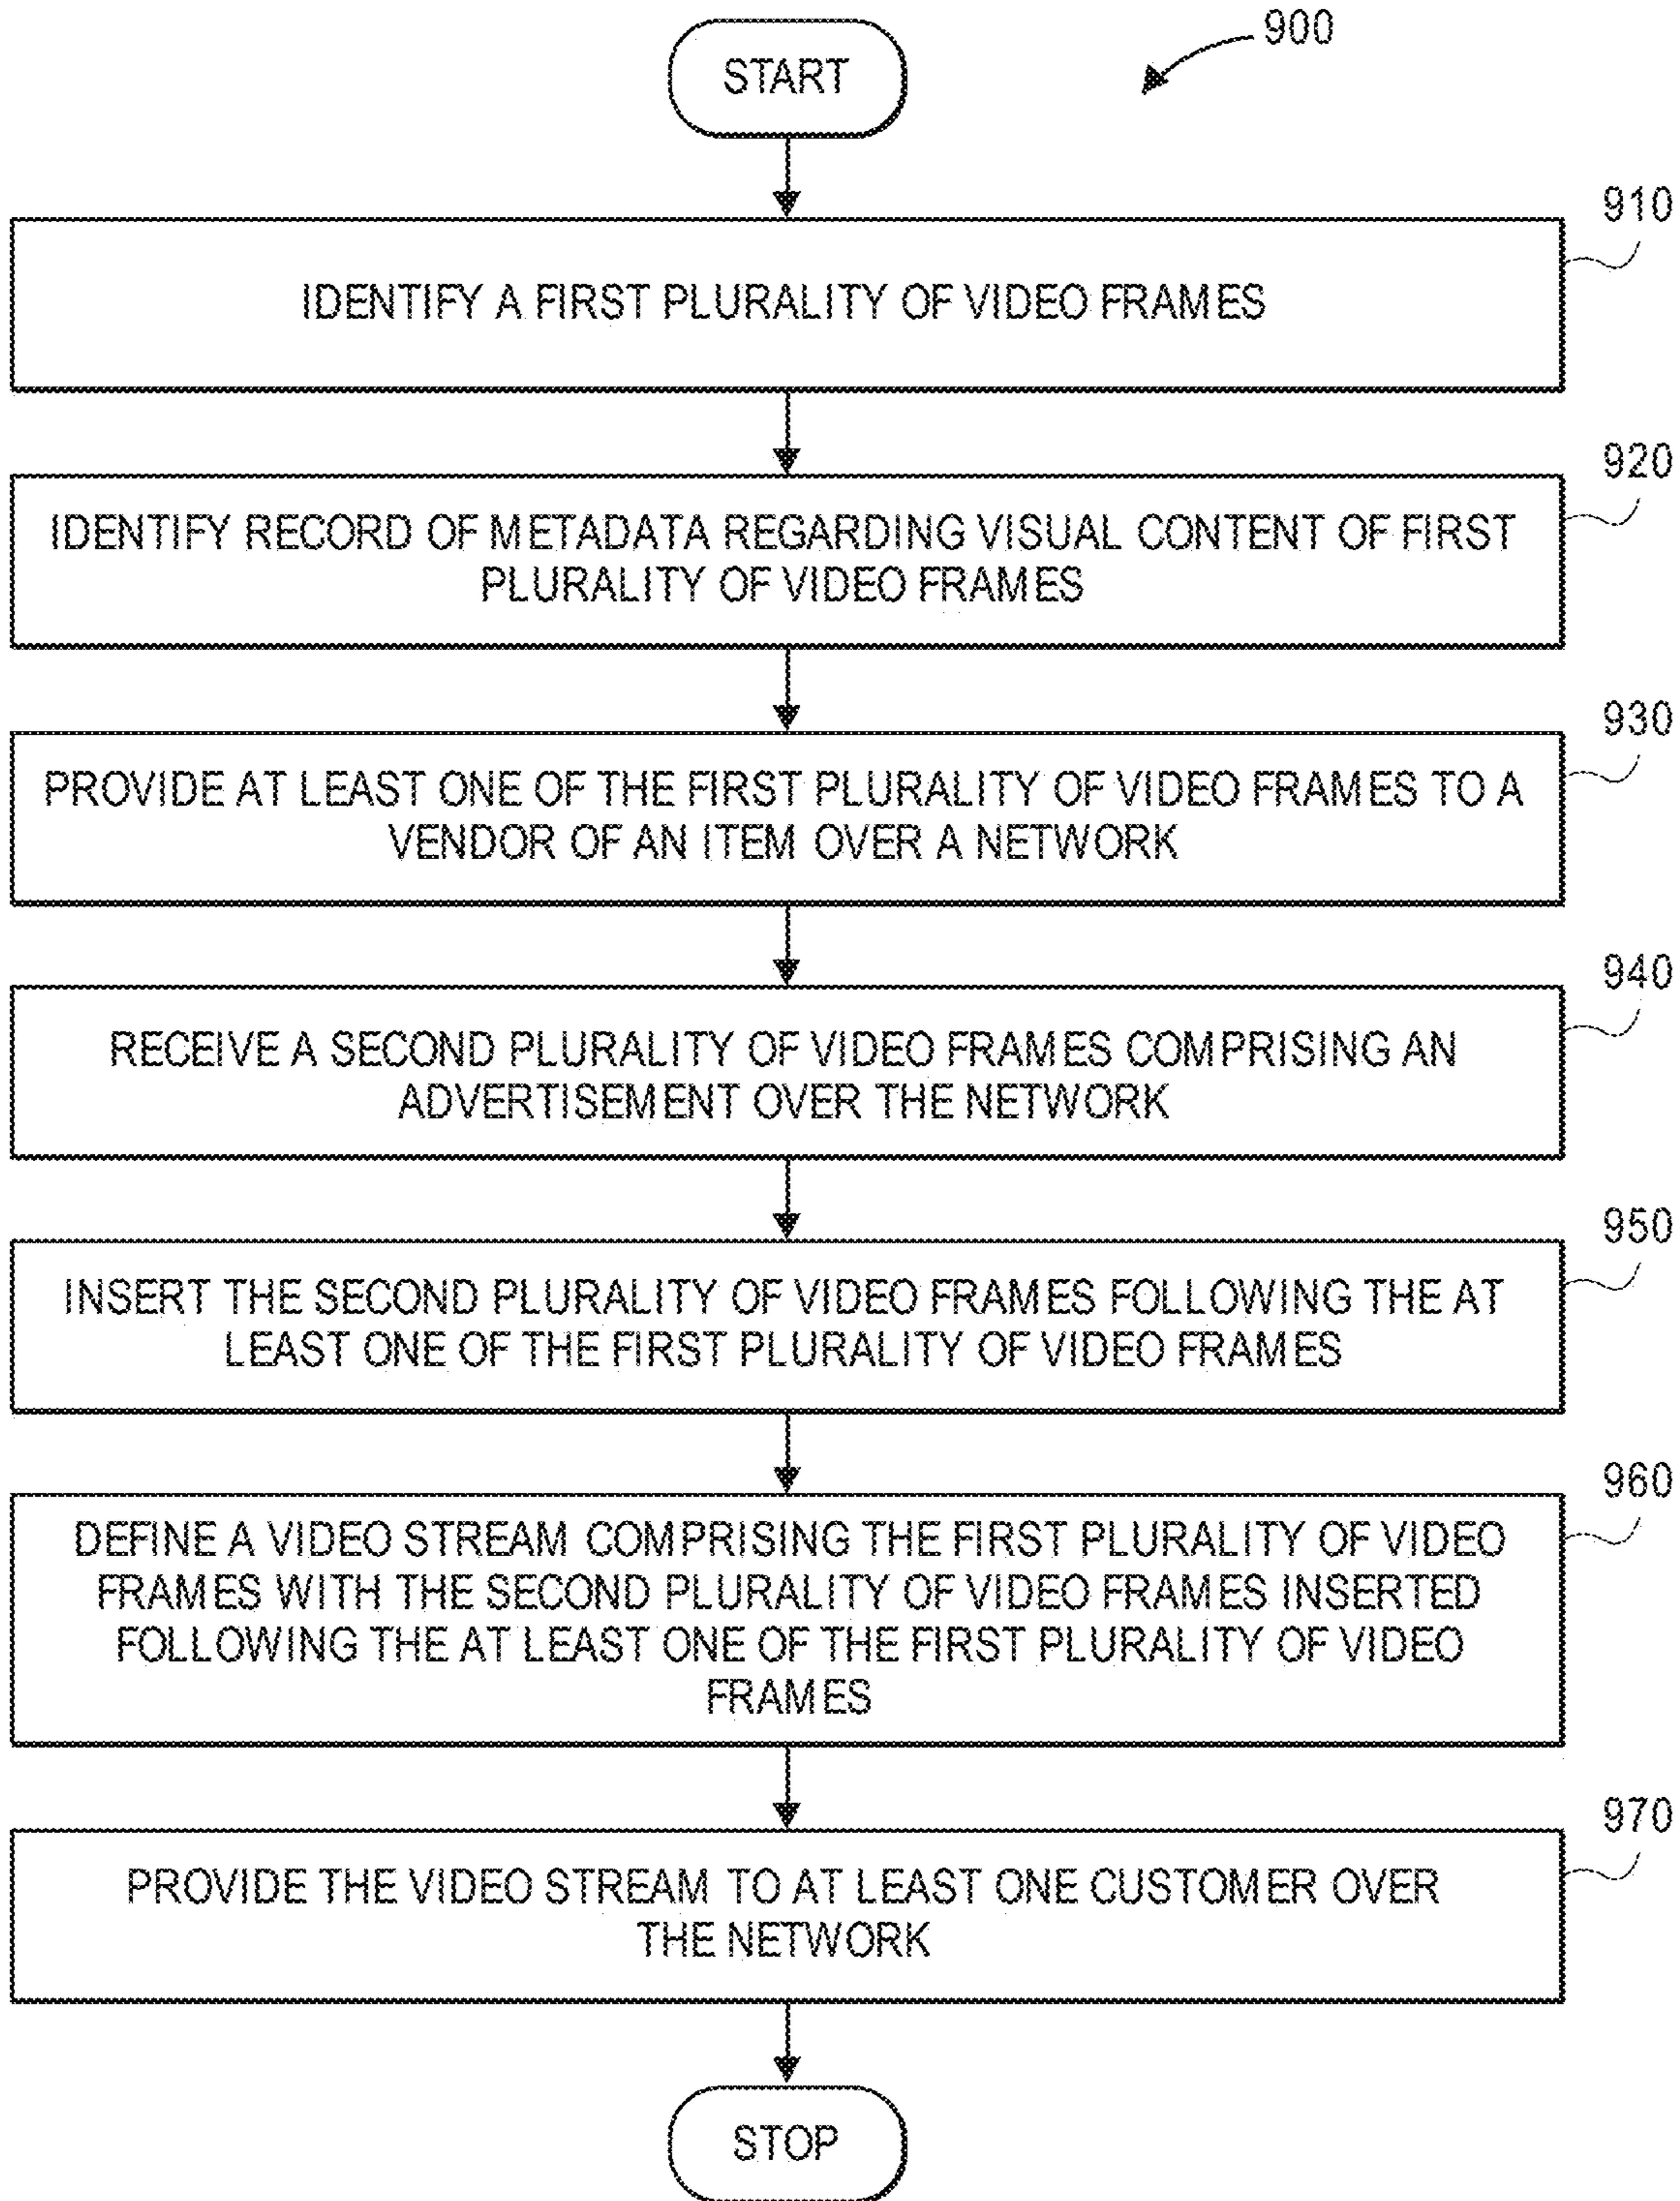 START
900
910
IDENTIFY A FIRST PLURALITY OF VIDEO FRAMES
920
IDENTIFY RECORD OF METADATA REGARDING VISUAL CONTENT OF FIRST
PLURALITY OF VIDEO FRAMES
930
PROVIDE AT LEAST ONE OF THE FIRST PLURALITY OF VIDEO FRAMES TO A
VENDOR OF AN ITEM OVER A NETWORK
940
RECEIVE A SECOND PLURALITY OF VIDEO FRAMES COMPRISING AN
ADVERTISEMENT OVER THE NETWORK
950
INSERT THE SECOND PLURALITY OF VIDEO FRAMES FOLLOWING THE AT
LEAST ONE OF THE FIRST PLURALITY OF VIDEO FRAMES
960
DEFINE A VIDEO STREAM COMPRISING THE FIRST PLURALITY OF VIDEO
FRAMES WITH THE SECOND PLURALITY OF VIDEO FRAMES INSERTED
FOLLOWING THE AT LEAST ONE OF THE FIRST PLURALITY OF VIDEO
FRAMES
970
PROVIDE THE VIDEO STREAM TO AT LEAST ONE CUSTOMER OVER
THE NETWORK
STOP